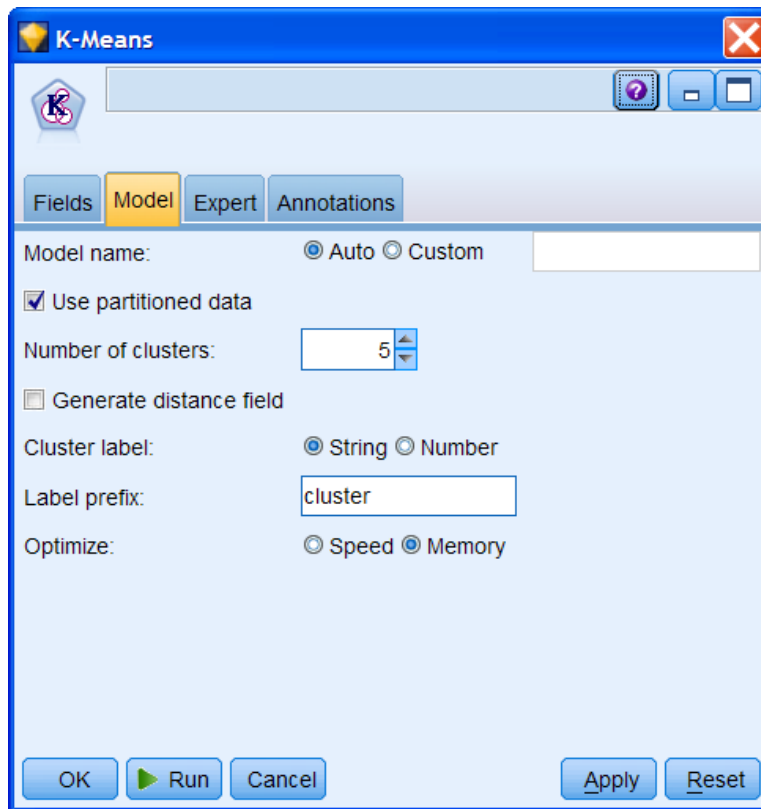 K-Means
Fields Model Expert Annotations
Model name: Auto Custom
Use partitioned data
Number of clusters: 5
Generate distance field
Cluster label: String Number
Label prefix: cluster
Optimize: Speed Memory
OK Run Cancel Apply Reset